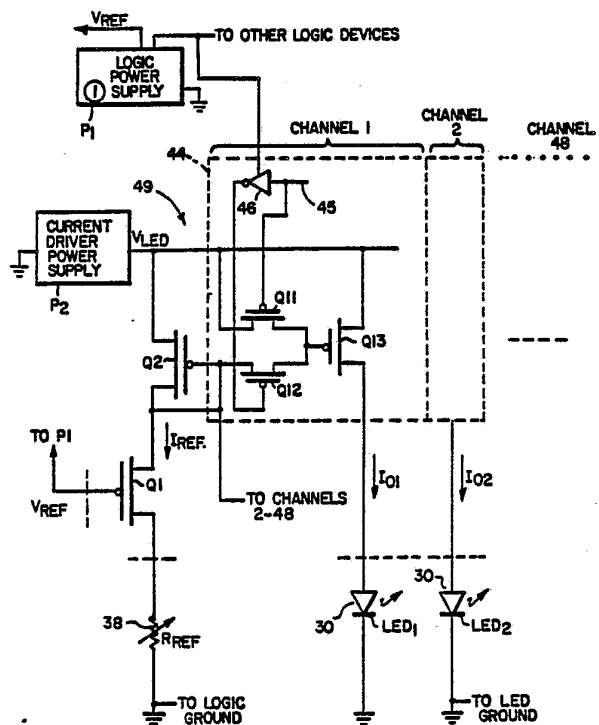 VREF
TO OTHER LOGIC DEVICES
LOGIC
POWER
SUPPLY
1
P1
CHANNEL 1
CHANNEL
2
CHANNEL
48
44
49
46
45
CURRENT
DRIVER
POWER
SUPPLY
VLED
P2
Q11
Q2
Q13
Q12
TO P1
IREF.
Q1
VREF
TO CHANNELS
2-48
IO1
IO2
38
RREF
30
LED1
30
LED2
TO LOGIC
GROUND
TO LED
GROUND